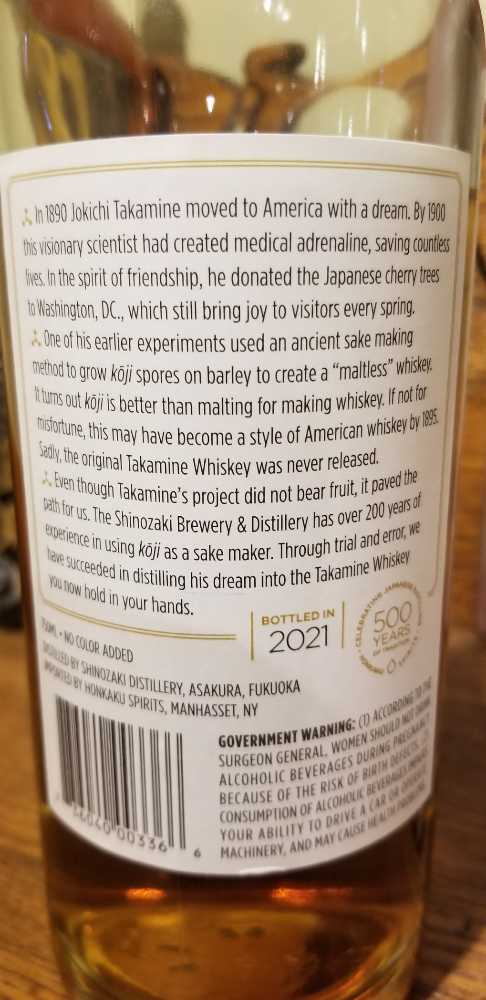 In 1890 Jokichi Takamine moved to America with a dream. By 1900
this visionary scientist had created medical adrenaline, saving countless
lives. In the spirit of friendship, he donated the Japanese cherry trees
to Washington, DC., which still bring joy to visitors every spring.
One of his earlier experiments used an ancient sake making
method to grow kōji spores on barley to create a “maltless” whiskey.
It turns out kōji is better than malting for making whiskey. If not for
misfortune, this may have become a style of American whiskey by 1895.
Sadly, the original Takamine Whiskey was never released.
Even though Takamine's project did not bear fruit, it paved the
path for us. The Shinozaki Brewery & Distillery has over 200 years of
experience in using kōji as a sake maker. Through trial and error, we
have succeeded in distilling his dream into the Takamine Whiskey
you now hold in your hands.
BOTTLED IN
2021
CELEBRATING JAPANESE
500
YEARS
OF TRADITION
750ML • NO COLOR ADDED
DISTILLED BY SHINOZAKI DISTILLERY, ASAKURA, FUKUOKA
IMPORTED BY HONKAKU SPIRITS, MANHASSET, NY
GOVERNMENT WARNING: (1) ACCORDING TO THE
SURGEON GENERAL, WOMEN SHOULD NOT DRINK
ALCOHOLIC BEVERAGES DURING PREGNANCY
BECAUSE OF THE RISK OF BIRTH DEFECTS.
CONSUMPTION OF ALCOHOLIC BEVERAGES IMPAIRS
YOUR ABILITY TO DRIVE A CAR OR OPERATE
MACHINERY, AND MAY CAUSE HEALTH PROBLEMS.
00336 6